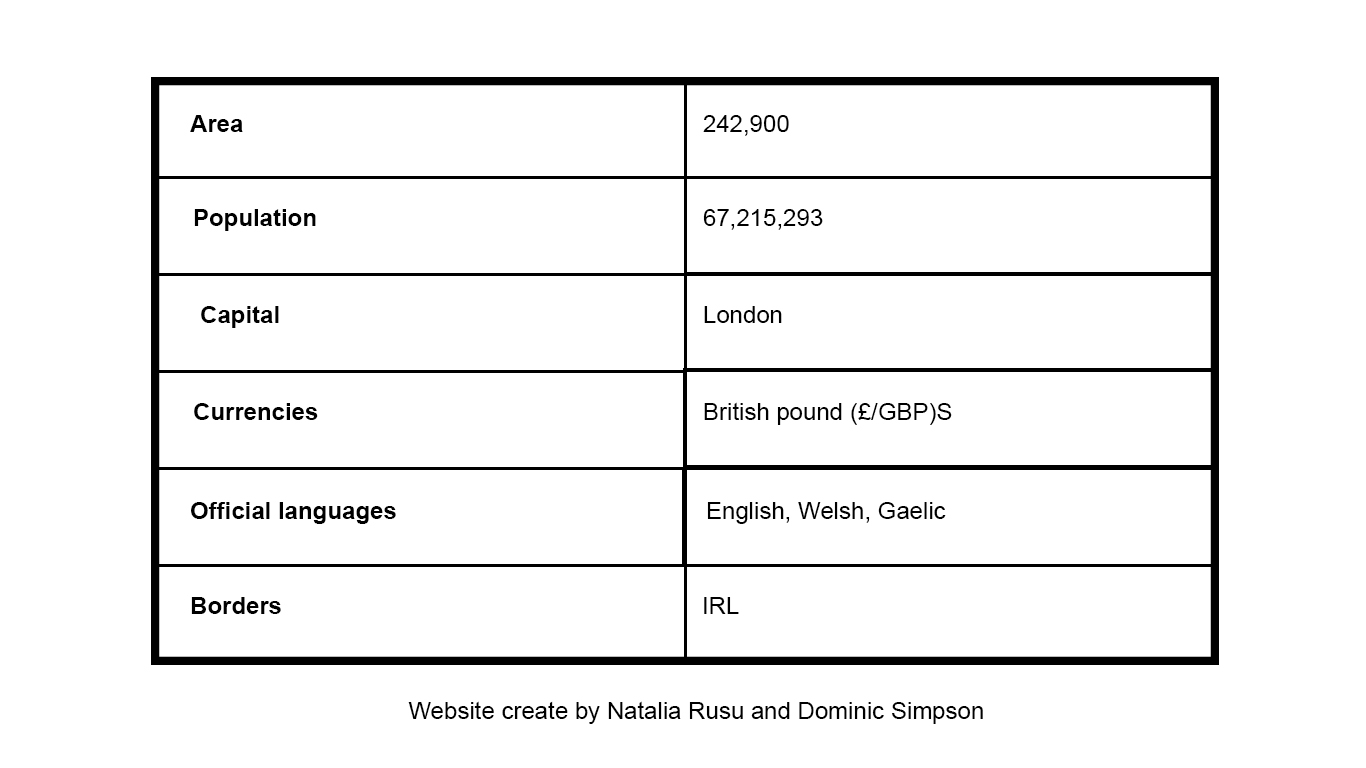 Area 242,900
Population 67,215,293
Capital London
Currencies British pound (£/GBP)S
Official languages English, Welsh, Gaelic
Borders IRL
Website create by Natalia Rusu and Dominic Simpson